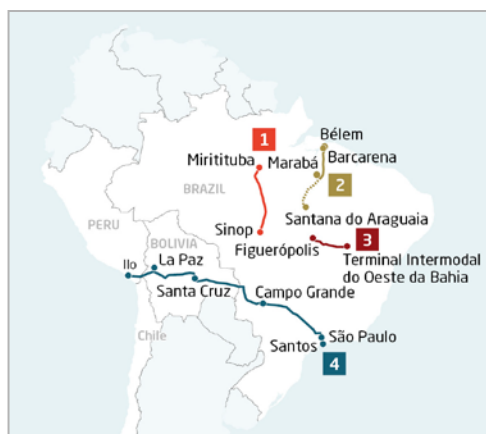 1
Bélem
Miritituba
Marabá
Barcarena
BRAZIL
2
Santana do Araguaia
PERU
Sinop
Figuerópolis
3
BOLIVIA
Terminal Intermodal
do Oeste da Bahia
Ilo
La Paz
Santa Cruz
Campo Grande
Chile
São Paulo
Santos
4